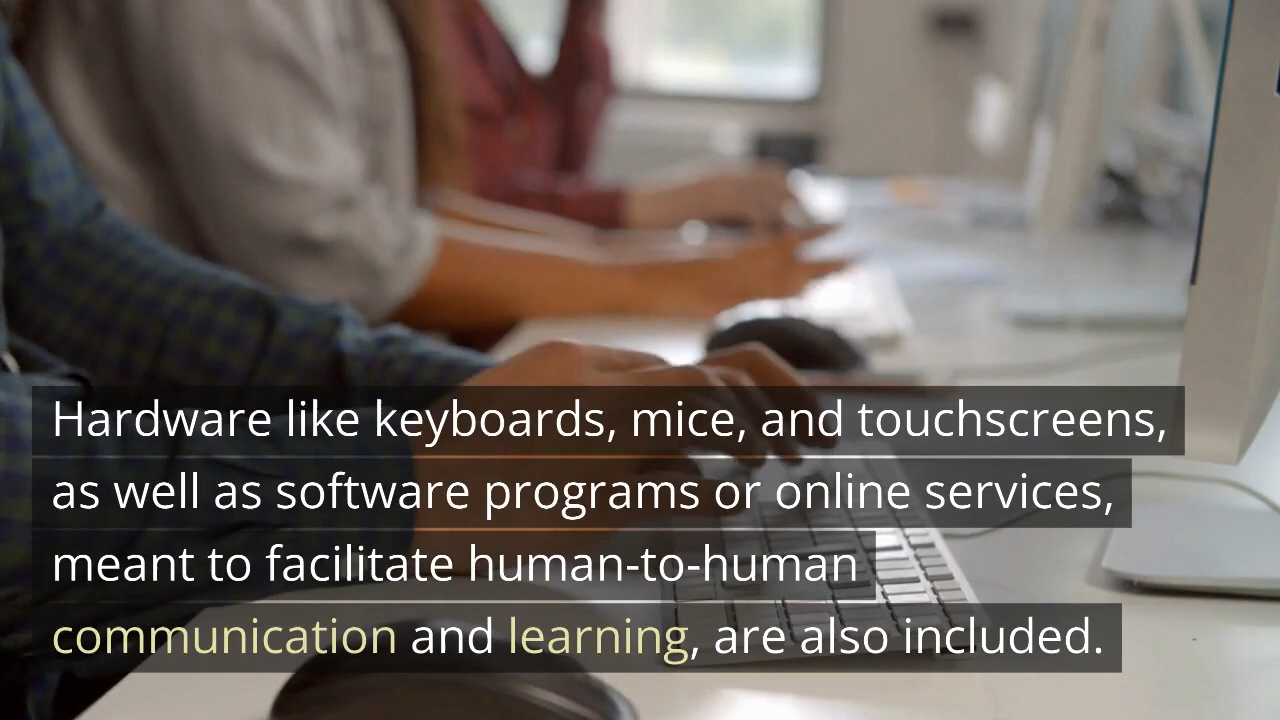 Hardware like keyboards, mice, and touchscreens,
as well as software programs or online services,
meant to facilitate human-to-human
communication and learning, are also included.